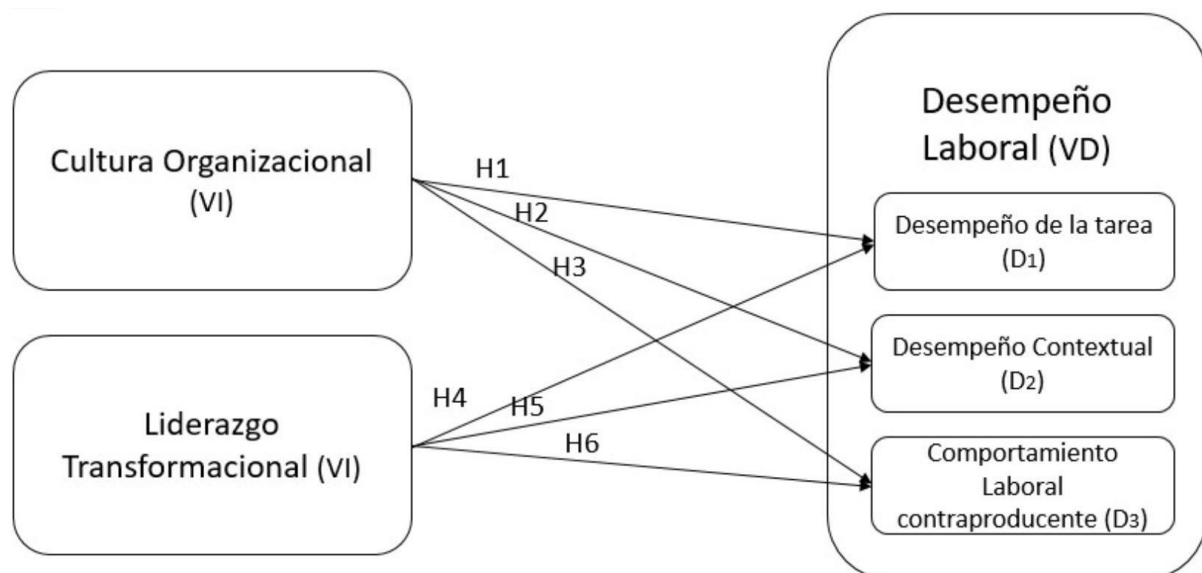 Cultura Organizacional
(VI)
Liderazgo
Transformacional (VI)
H1
H2
H3
H4
H5
H6
Desempeño
Laboral (VD)
Desempeño de la tarea
(D1)
Desempeño Contextual
(D2)
Comportamiento
Laboral
contraproducente (D3)